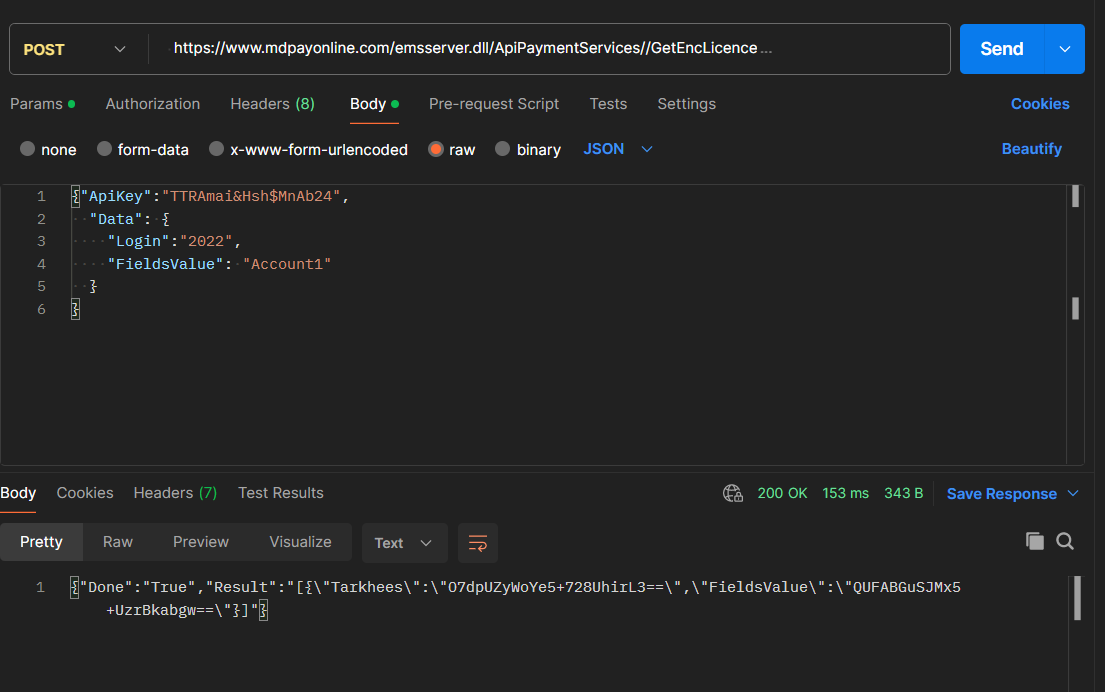 POST https://www.mdpayonline.com/emsserver.dll/ApiPaymentServices//GetEncLicence ... Send
Params Authorization Headers (8) Body Pre-request Script Tests Settings Cookies
none form-data x-www-form-urlencoded raw binary JSON Beautify
1 {"ApiKey":"TTRAmai&Hsh$MnAb24",
2 ··"Data":·{
3 ····"Login":"2022",
4 ····"FieldsValue":·"Account1"
5 ··}
6 }
Body Cookies Headers (7) Test Results 200 OK 153 ms 343 B Save Response
Pretty Raw Preview Visualize Text
1 {"Done":"True","Result":"[{\"Tarkhees\":\"O7dpUZyWoYe5+728UhirL3==\",\"FieldsValue\":\"QUFABGuSJMx5
+UzrBkabgw==\"}]"}